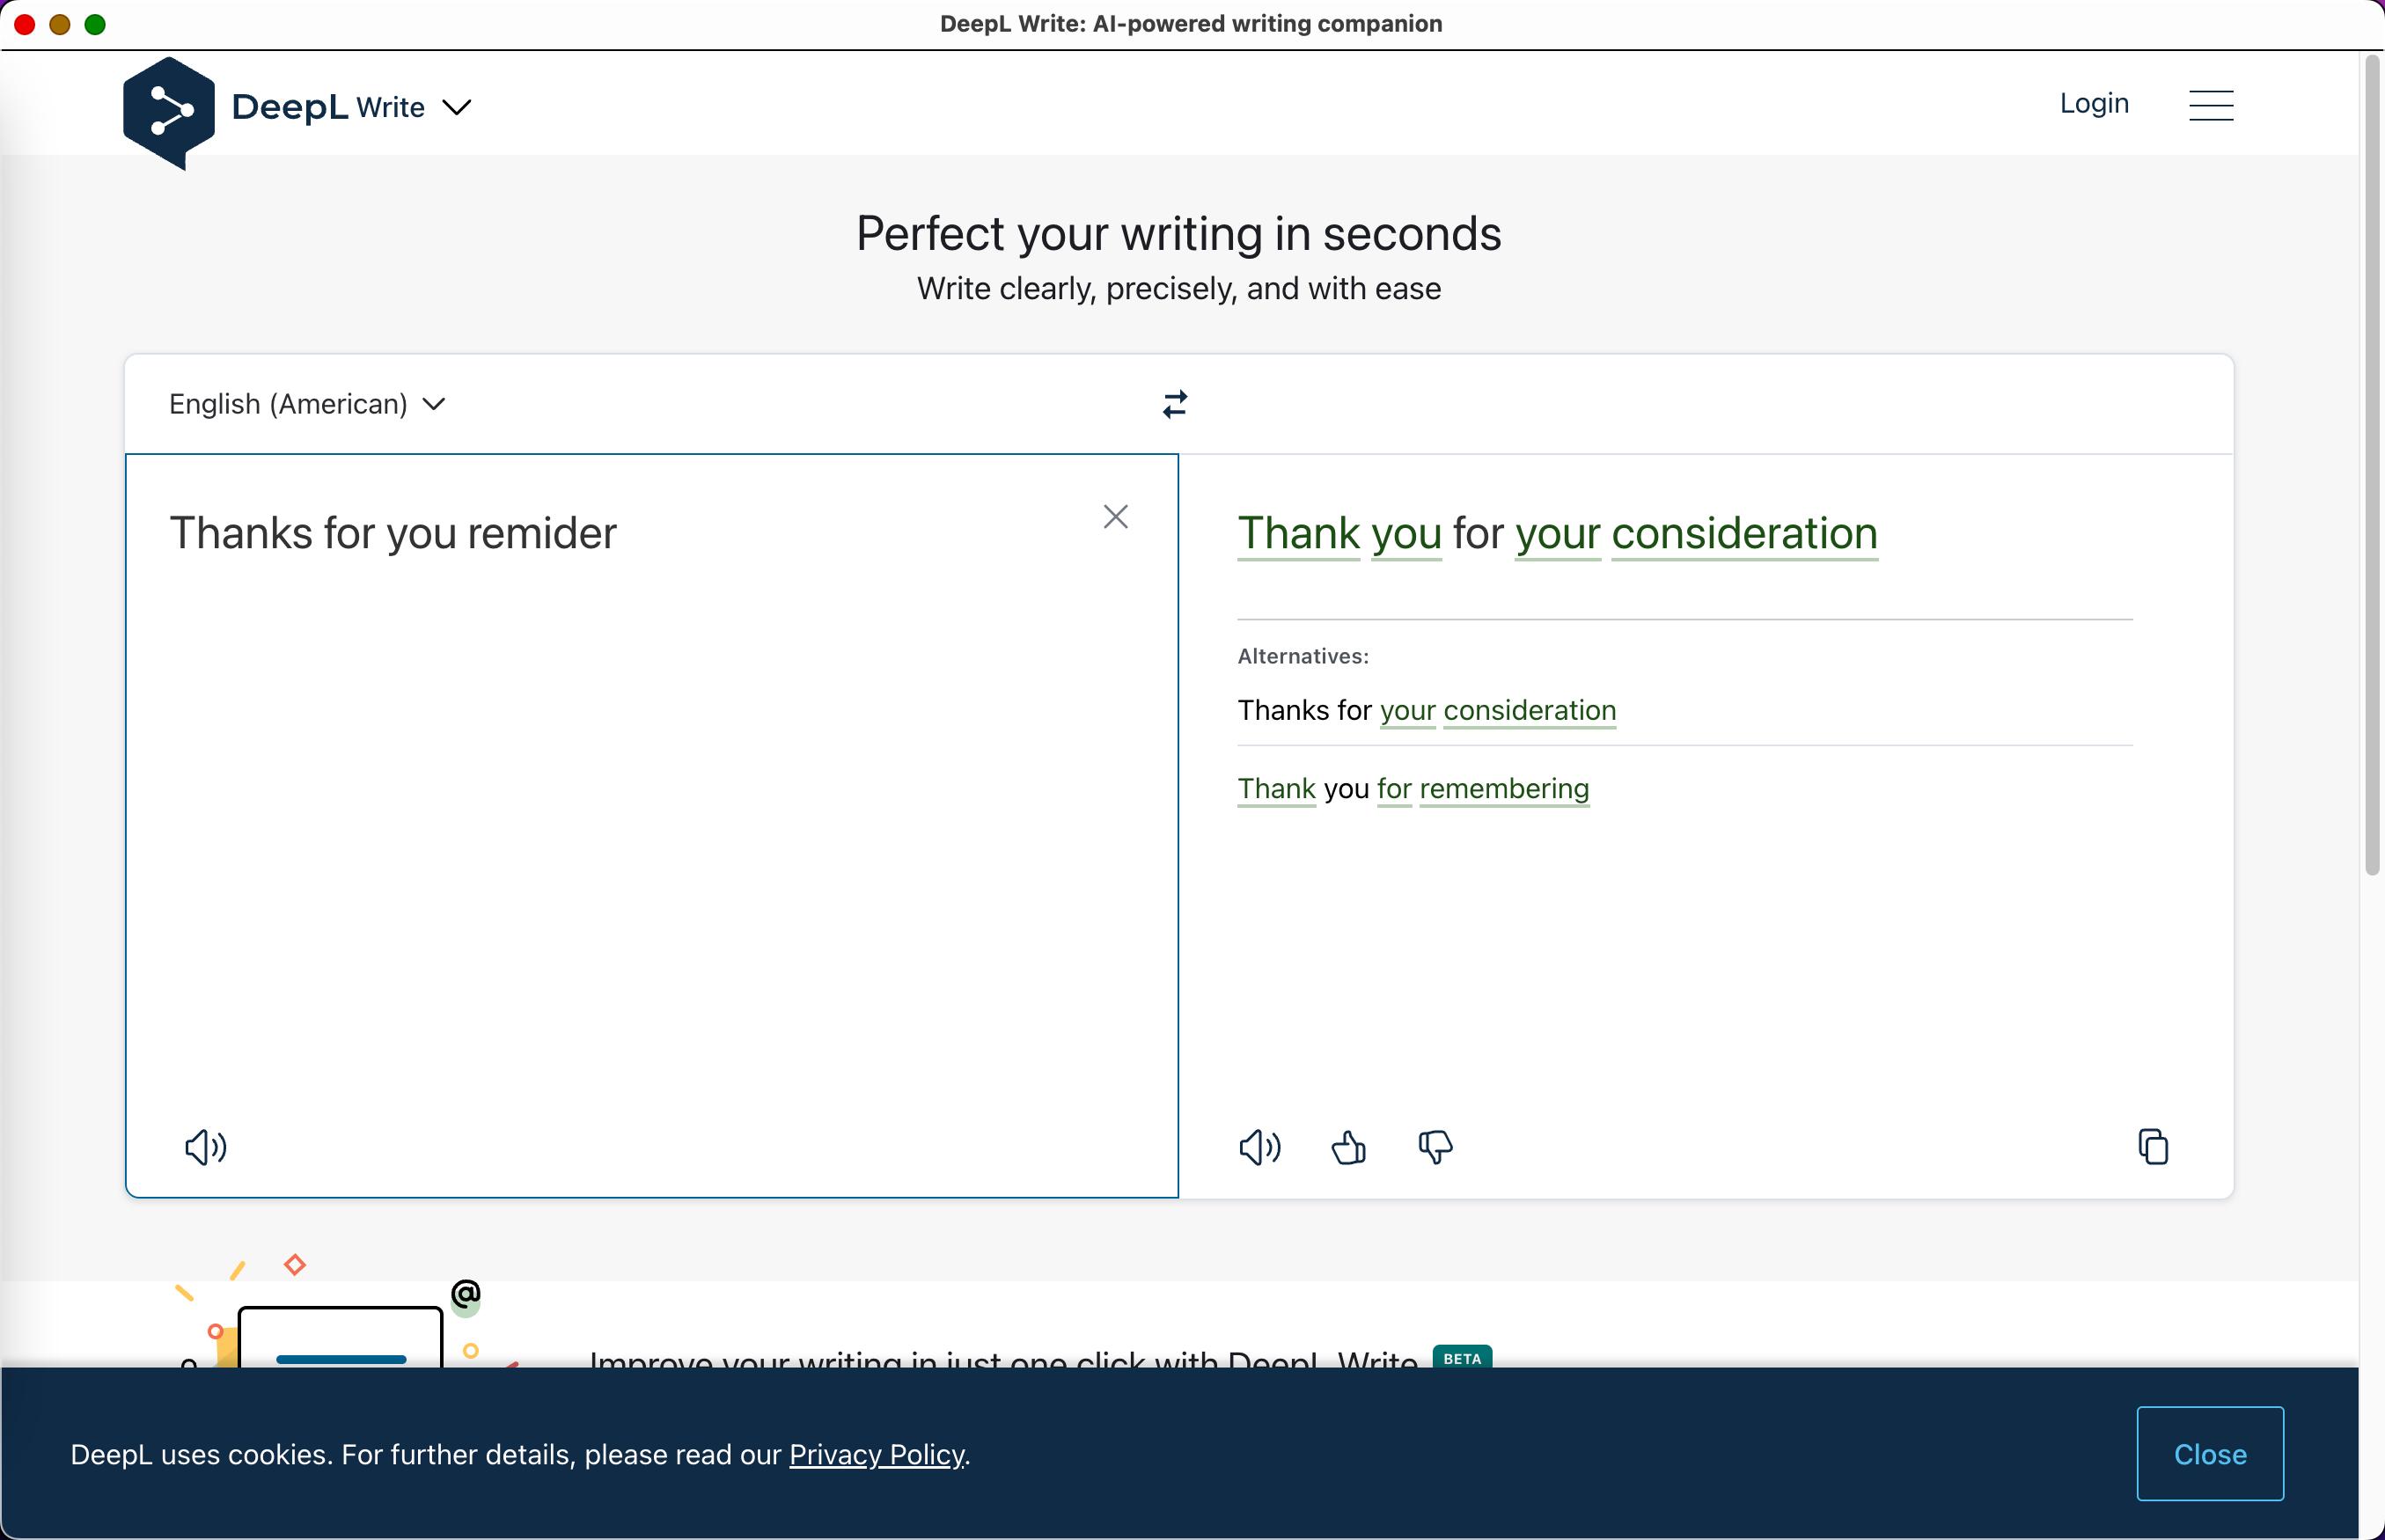 DeepL Write: AI-powered writing companion
DeepL Write
Login
Perfect your writing in seconds
Write clearly, precisely, and with ease
English (American)
Thanks for you remider
Thank you for your consideration
Alternatives:
Thanks for your consideration
Thank you for remembering
@
Improve your writing in just one click with DeepL Write BETA
DeepL uses cookies. For further details, please read our Privacy Policy.
Close